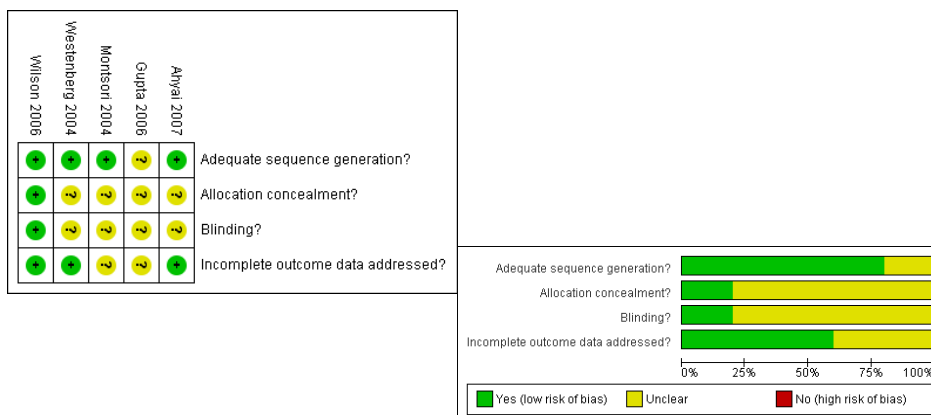 Wilson 2006
Westenberg 2004
Montsori 2004
Gupta 2006
Ahyai 2007
+ + + ? + Adequate sequence generation?
+ ? ? ? ? Allocation concealment?
+ ? ? ? ? Blinding?
+ + ? ? + Incomplete outcome data addressed?
Adequate sequence generation?
Allocation concealment?
Blinding?
Incomplete outcome data addressed?
0% 25% 50% 75% 100%
Yes (low risk of bias) Unclear No (high risk of bias)